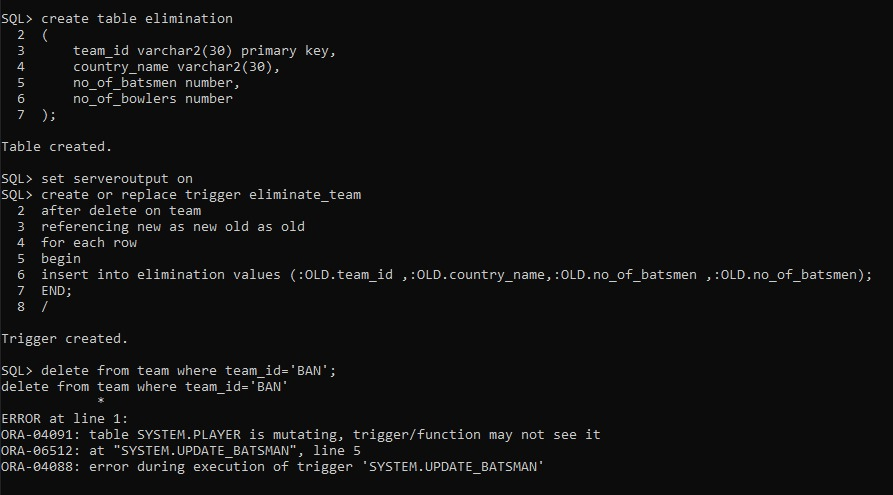 SQL> create table elimination
  2  (
  3      team_id varchar2(30) primary key,
  4      country_name varchar2(30),
  5      no_of_batsmen number,
  6      no_of_bowlers number
  7  );
Table created.
SQL> set serveroutput on
SQL> create or replace trigger eliminate_team
  2  after delete on team
  3  referencing new as new old as old
  4  for each row
  5  begin
  6  insert into elimination values (:OLD.team_id ,:OLD.country_name,:OLD.no_of_batsmen ,:OLD.no_of_batsmen);
  7  END;
  8  /
Trigger created.
SQL> delete from team where team_id='BAN';
delete from team where team_id='BAN'
            *
ERROR at line 1:
ORA-04091: table SYSTEM.PLAYER is mutating, trigger/function may not see it
ORA-06512: at "SYSTEM.UPDATE_BATSMAN", line 5
ORA-04088: error during execution of trigger 'SYSTEM.UPDATE_BATSMAN'